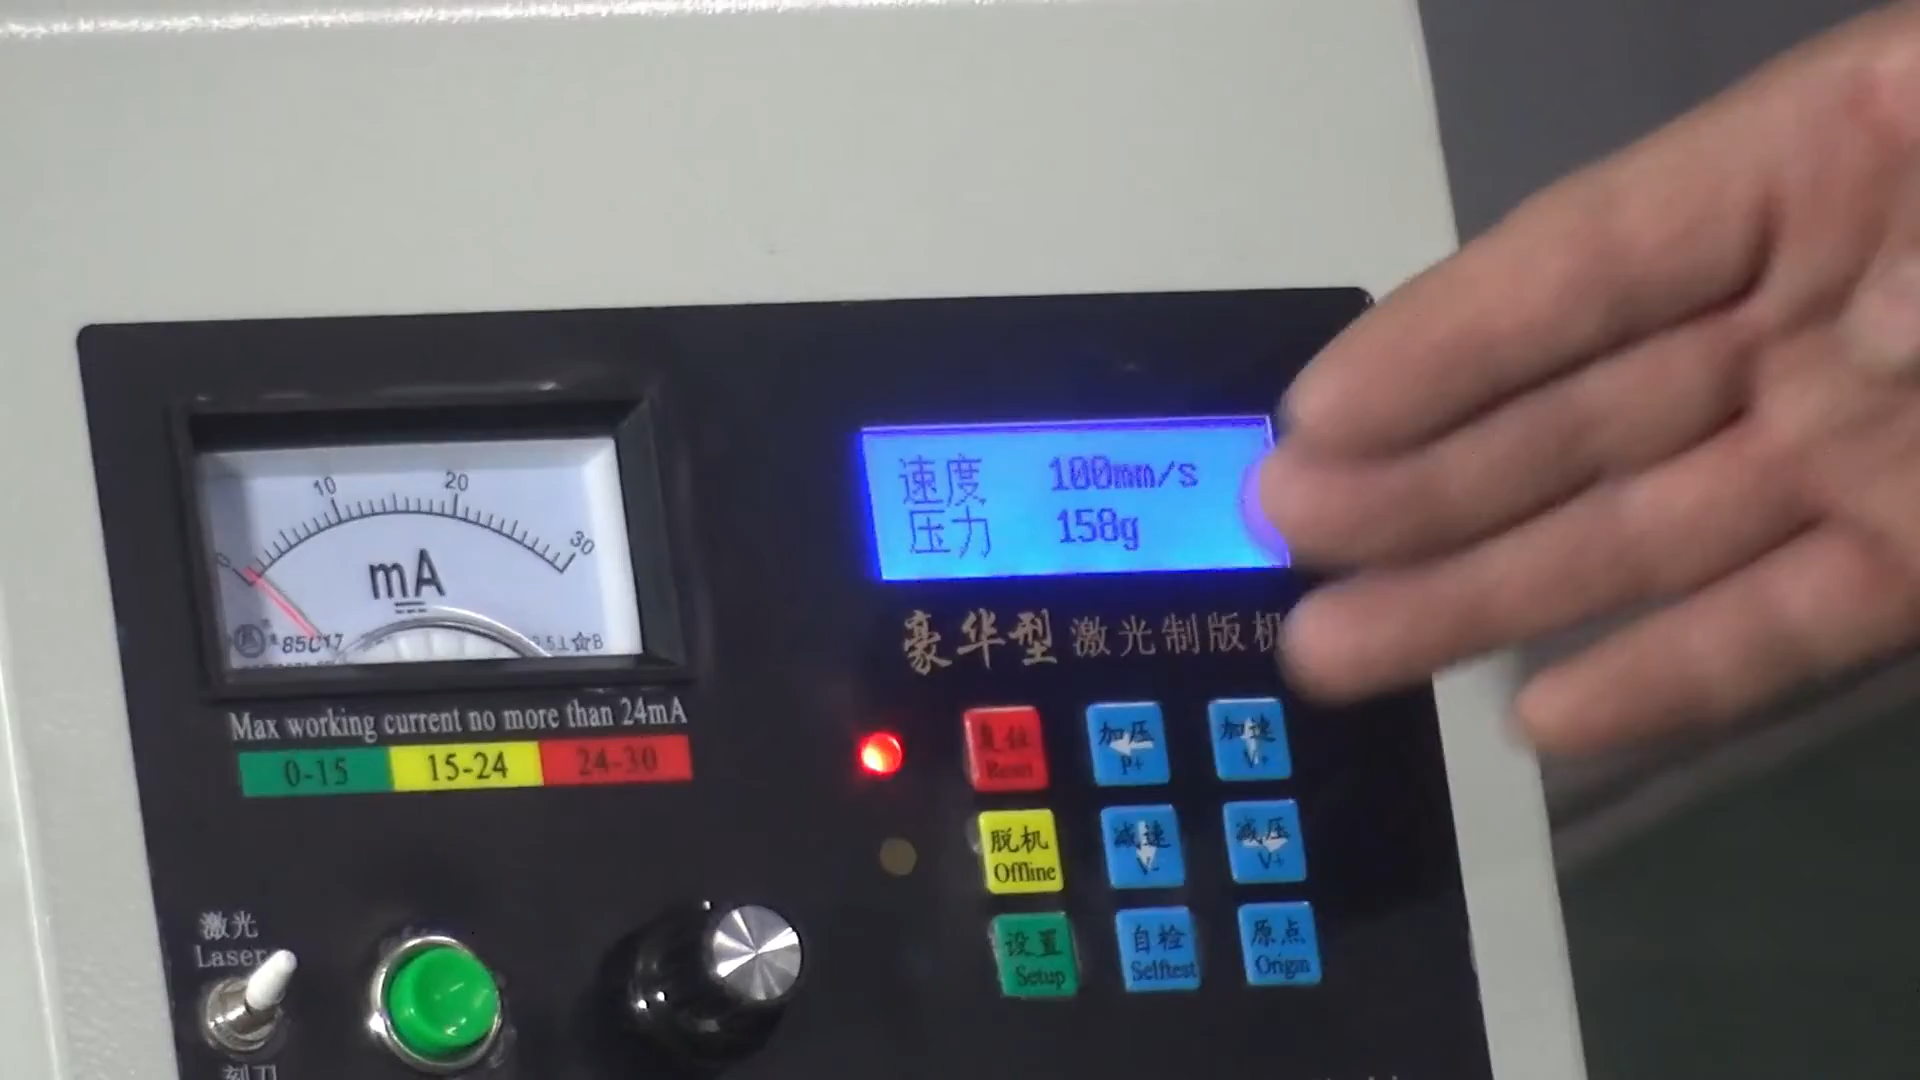 0 10 20 30
mA
85C17
B
Max working current no more than 24mA
0-15 15-24 24-30
速度 100mm/s
压力 158g
豪华型 激光制版机
复位
Reset
加压
P+
加速
V+
脱机
Offline
减速
V-
减压
V+
设置
Setup
自检
Selftest
原点
Origin
激光
Laser
刻刀